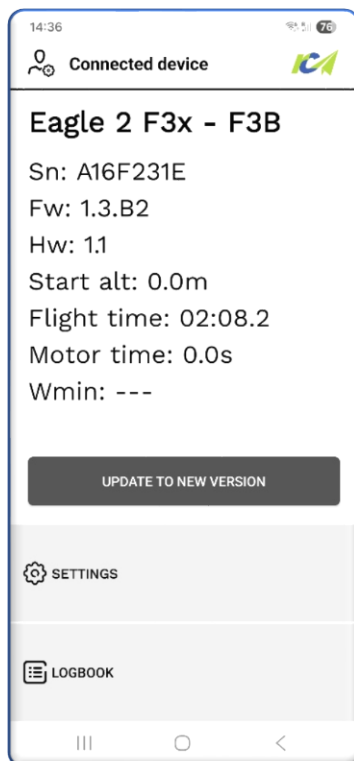 14:36
76
Connected device
Eagle 2 F3x - F3B
Sn: A16F231E
Fw: 1.3.B2
Hw: 1.1
Start alt: 0.0m
Flight time: 02:08.2
Motor time: 0.0s
Wmin: ---
UPDATE TO NEW VERSION
SETTINGS
LOGBOOK